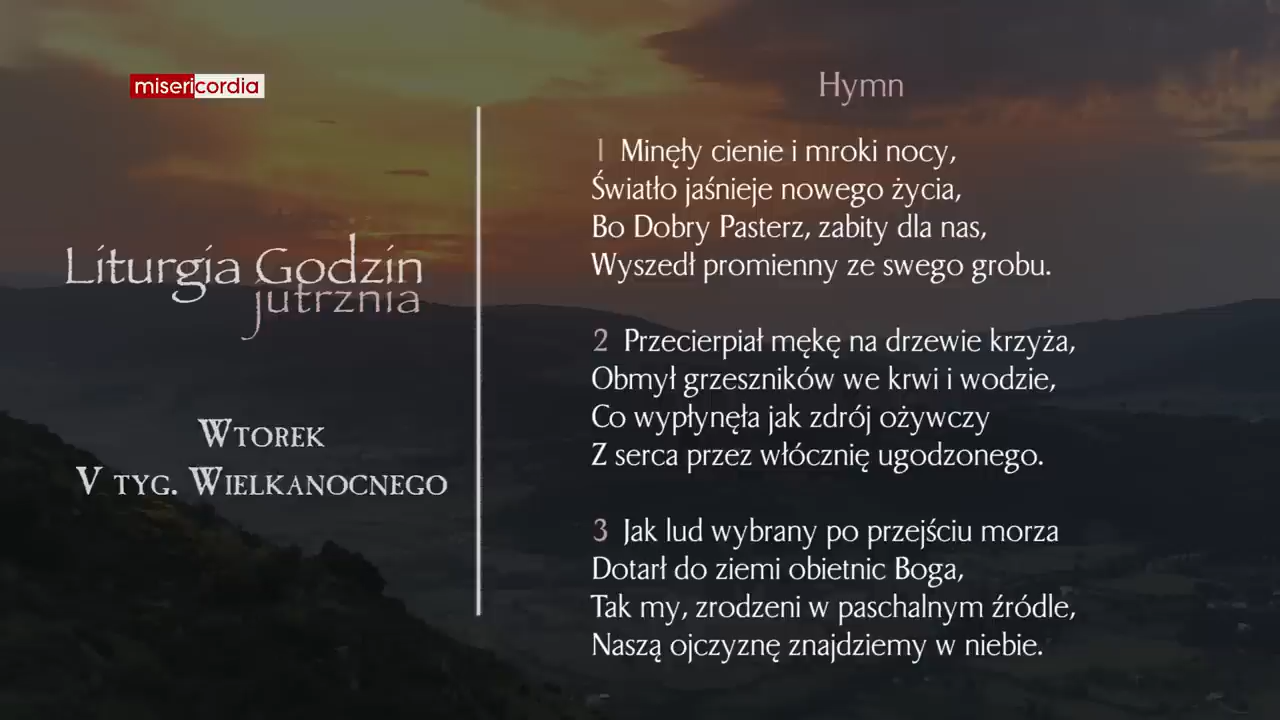 misericordia
Liturgia Godzin
jutrznia
Wtorek
V tyg. Wielkanocnego
Hymn
1 Minęły cienie i mroki nocy,
Światło jaśnieje nowego życia,
Bo Dobry Pasterz, zabity dla nas,
Wyszedł promienny ze swego grobu.
2 Przecierpiał mękę na drzewie krzyża,
Obmył grzeszników we krwi i wodzie,
Co wypłynęła jak zdrój ożywczy
Z serca przez włócznię ugodzonego.
3 Jak lud wybrany po przejściu morza
Dotarł do ziemi obietnic Boga,
Tak my, zrodzeni w paschalnym źródle,
Naszą ojczyznę znajdziemy w niebie.